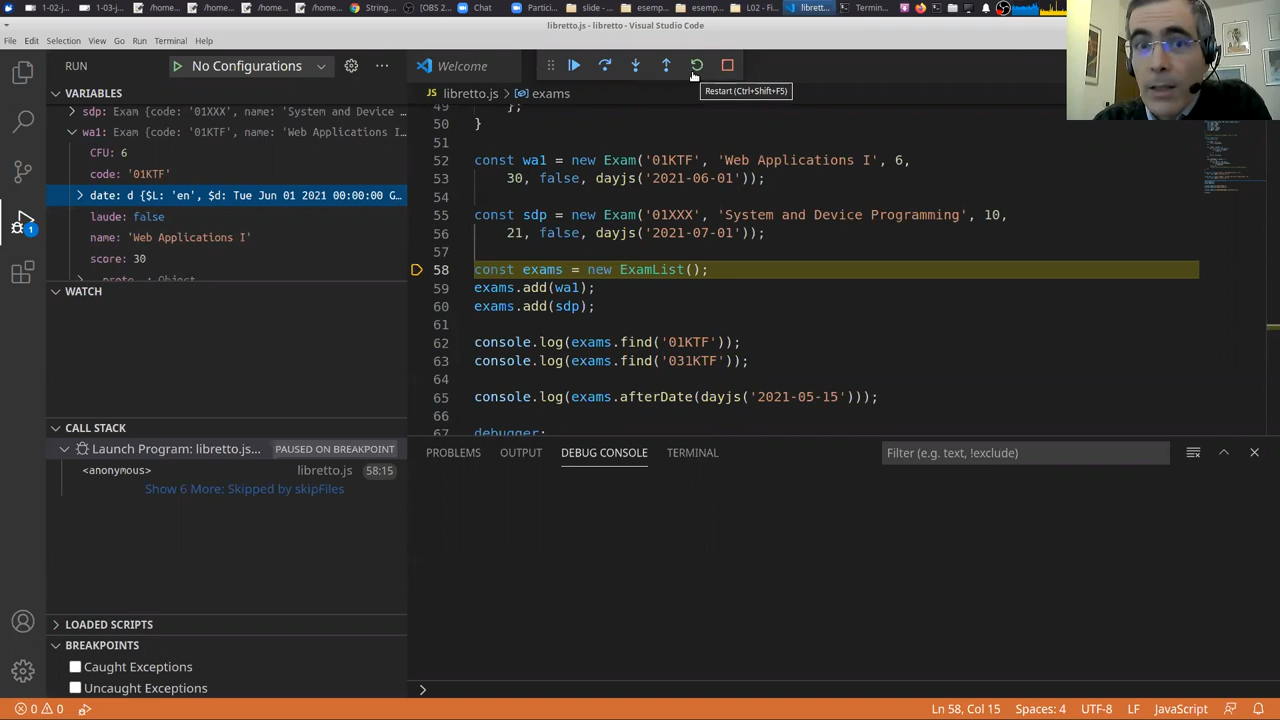 1-02-j...
1-03-j...
/home...
/home...
/home...
/home...
String....
[OBS 2...
Chat
Partici...
slide -...
esemp...
esemp...
L02 - F...
librett...
Termin...
libretto.js - libretto - Visual Studio Code
File Edit Selection View Go Run Terminal Help
RUN
No Configurations
Welcome
Restart (Ctrl+Shift+F5)
VARIABLES
sdp: Exam {code: '01XXX', name: 'System and Device ...
wa1: Exam {code: '01KTF', name: 'Web Applications I...
CFU: 6
code: '01KTF'
date: d {$L: 'en', $d: Tue Jun 01 2021 00:00:00 G...
laude: false
name: 'Web Applications I'
score: 30
__proto__: Object
WATCH
CALL STACK
Launch Program: libretto.js...
PAUSED ON BREAKPOINT
<anonymous>
libretto.js 58:15
Show 6 More: Skipped by skipFiles
LOADED SCRIPTS
BREAKPOINTS
Caught Exceptions
Uncaught Exceptions
1
JS libretto.js > exams
49 };
50 }
51
52 const wa1 = new Exam('01KTF', 'Web Applications I', 6,
53 30, false, dayjs('2021-06-01'));
54
55 const sdp = new Exam('01XXX', 'System and Device Programming', 10,
56 21, false, dayjs('2021-07-01'));
57
58 const exams = new ExamList();
59 exams.add(wa1);
60 exams.add(sdp);
61
62 console.log(exams.find('01KTF'));
63 console.log(exams.find('031KTF'));
64
65 console.log(exams.afterDate(dayjs('2021-05-15')));
66
67 debugger;
PROBLEMS OUTPUT DEBUG CONSOLE TERMINAL
Filter (e.g. text, !exclude)
0 0
Ln 58, Col 15 Spaces: 4 UTF-8 LF JavaScript